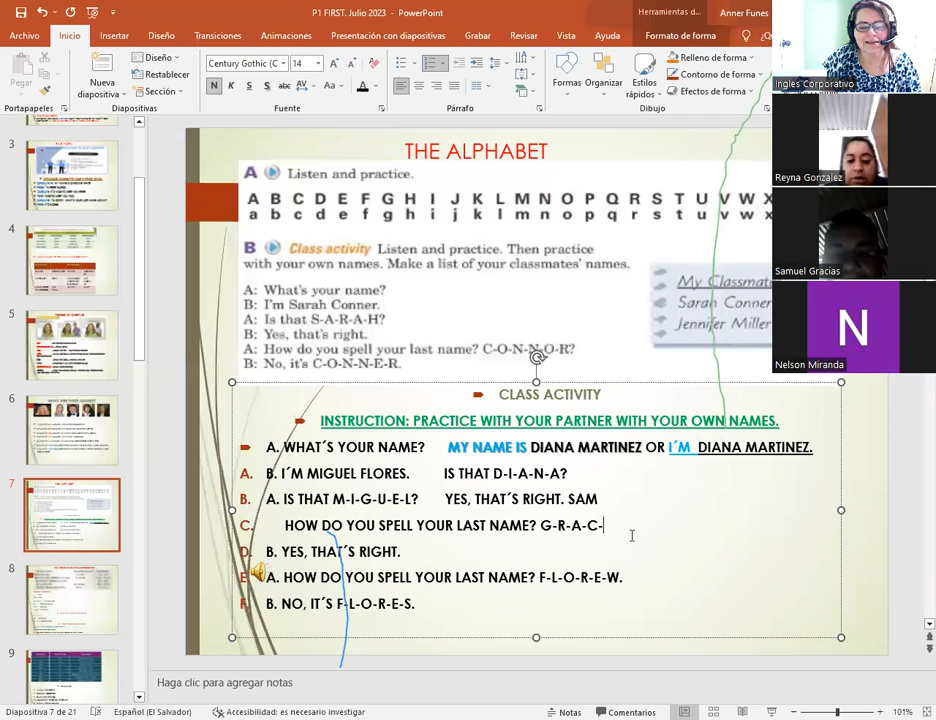 P1 FIRST. Julio 2023 - PowerPoint
Herramientas d...
Anner Funes
Archivo Inicio Insertar Diseño Transiciones Animaciones Presentación con diapositivas Grabar Revisar Vista Ayuda Formato de forma
Pegar
Nueva diapositiva
Diseño
Restablecer
Sección
Century Gothic (C
14
Aa
Formas
Organizar
Estilos rápidos
Relleno de forma
Contorno de forma
Efectos de forma
Portapapeles
Diapositivas
Fuente
Párrafo
Dibujo
Ingles Corporativo
Reyna Gonzalez
Samuel Gracias
N
Nelson Miranda
3
4
5
6
7
8
9
THE ALPHABET
A Listen and practice.
A B C D E F G H I J K L M N O P Q R S T U V W X
a b c d e f g h i j k l m n o p q r s t u v w x
B Class activity Listen and practice. Then practice
with your own names. Make a list of your classmates' names.
A: What's your name?
B: I'm Sarah Conner.
A: Is that S-A-R-A-H?
B: Yes, that's right.
A: How do you spell your last name? C-O-N-N-O-R?
B: No, it's C-O-N-N-E-R.
My Classma
Sarah Conner
Jennifer Miller
CLASS ACTIVITY
INSTRUCTION: PRACTICE WITH YOUR PARTNER WITH YOUR OWN NAMES.
A. WHAT´S YOUR NAME? MY NAME IS DIANA MARTINEZ OR I´M DIANA MARTINEZ.
A. B. I´M MIGUEL FLORES. IS THAT D-I-A-N-A?
B. A. IS THAT M-I-G-U-E-L? YES, THAT´S RIGHT. SAM
C. HOW DO YOU SPELL YOUR LAST NAME? G-R-A-C-
D. B. YES, THAT´S RIGHT.
E. A. HOW DO YOU SPELL YOUR LAST NAME? F-L-O-R-E-W.
F. B. NO, IT´S F-L-O-R-E-S.
Haga clic para agregar notas
Diapositiva 7 de 21 Español (El Salvador) Accesibilidad: es necesario investigar Notas Comentarios 101%